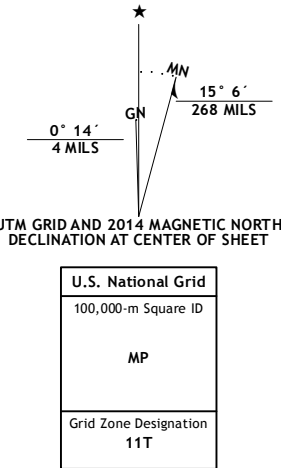 ★
MN
GN
15° 6´
268 MILS
0° 14´
4 MILS
UTM GRID AND 2014 MAGNETIC NORTH
DECLINATION AT CENTER OF SHEET
U.S. National Grid
100,000-m Square ID
MP
Grid Zone Designation
11T